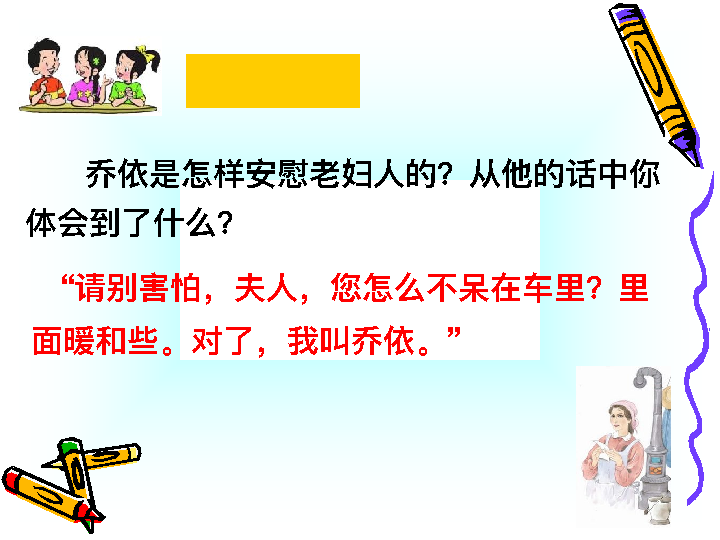 乔依是怎样安慰老妇人的？从他的话中你
体会到了什么？
“请别害怕，夫人，您怎么不呆在车里？里
面暖和些。对了，我叫乔依。”